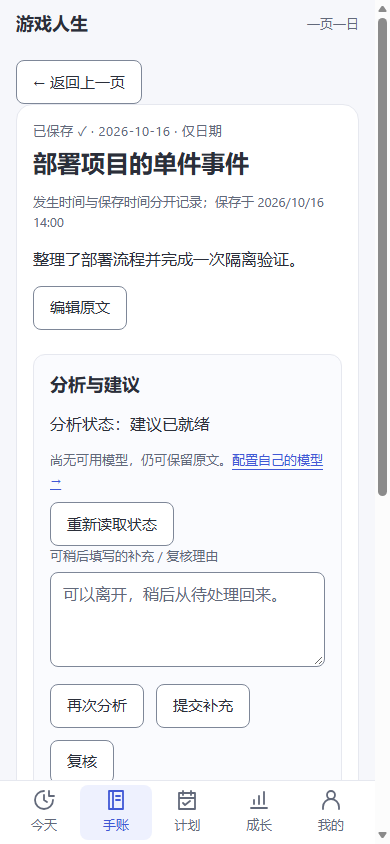 游戏人生
一页一日
← 返回上一页
已保存 ✓ · 2026-10-16 · 仅日期
部署项目的单件事件
发生时间与保存时间分开记录；保存于 2026/10/16
14:00
整理了部署流程并完成一次隔离验证。
编辑原文
分析与建议
分析状态：建议已就绪
尚无可用模型，仍可保留原文。配置自己的模型
→
重新读取状态
可稍后填写的补充 / 复核理由
可以离开，稍后从待处理回来。
再次分析
提交补充
复核
今天
手账
计划
成长
我的